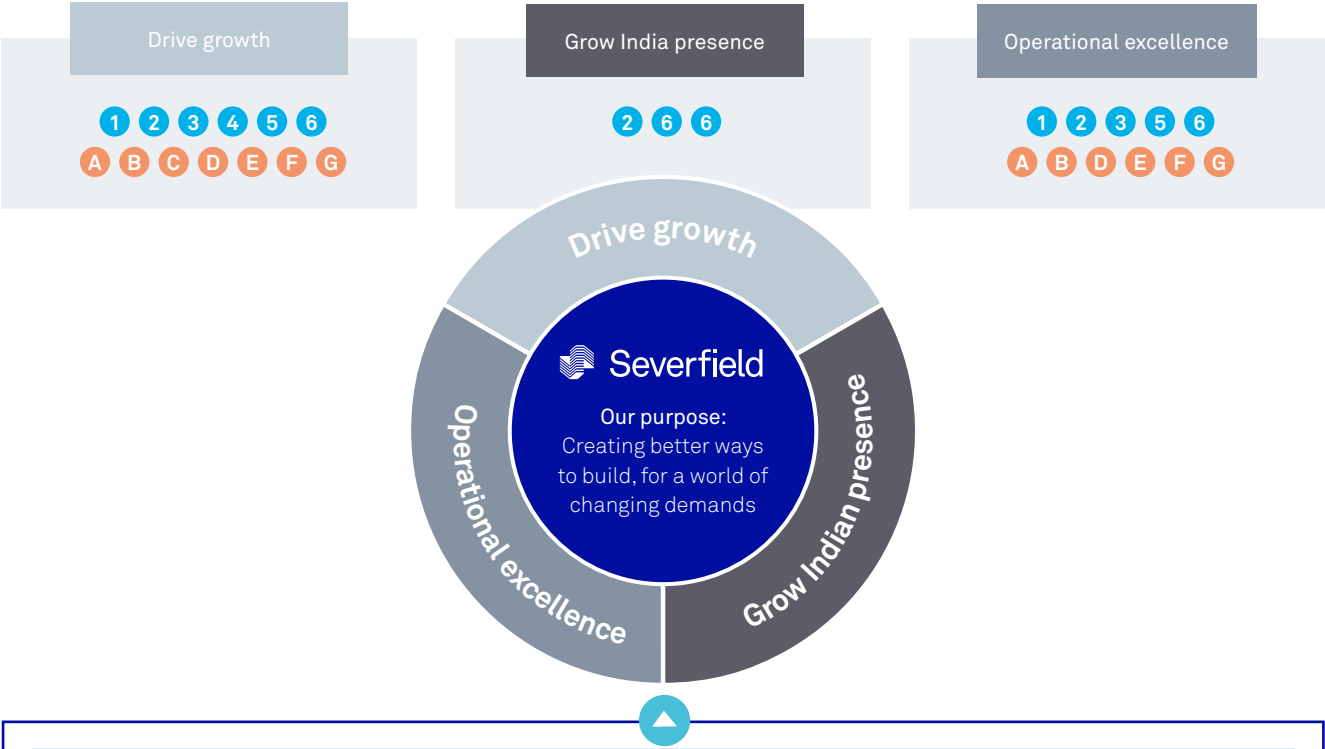 Drive growth
Grow India presence
Operational excellence
1 2 3 4 5 6
A B C D E F G
2 6 6
1 2 3 5 6
A B D E F G
Drive growth
Operational excellence
Grow Indian presence
Severfield
Our purpose:
Creating better ways
to build, for a world of
changing demands